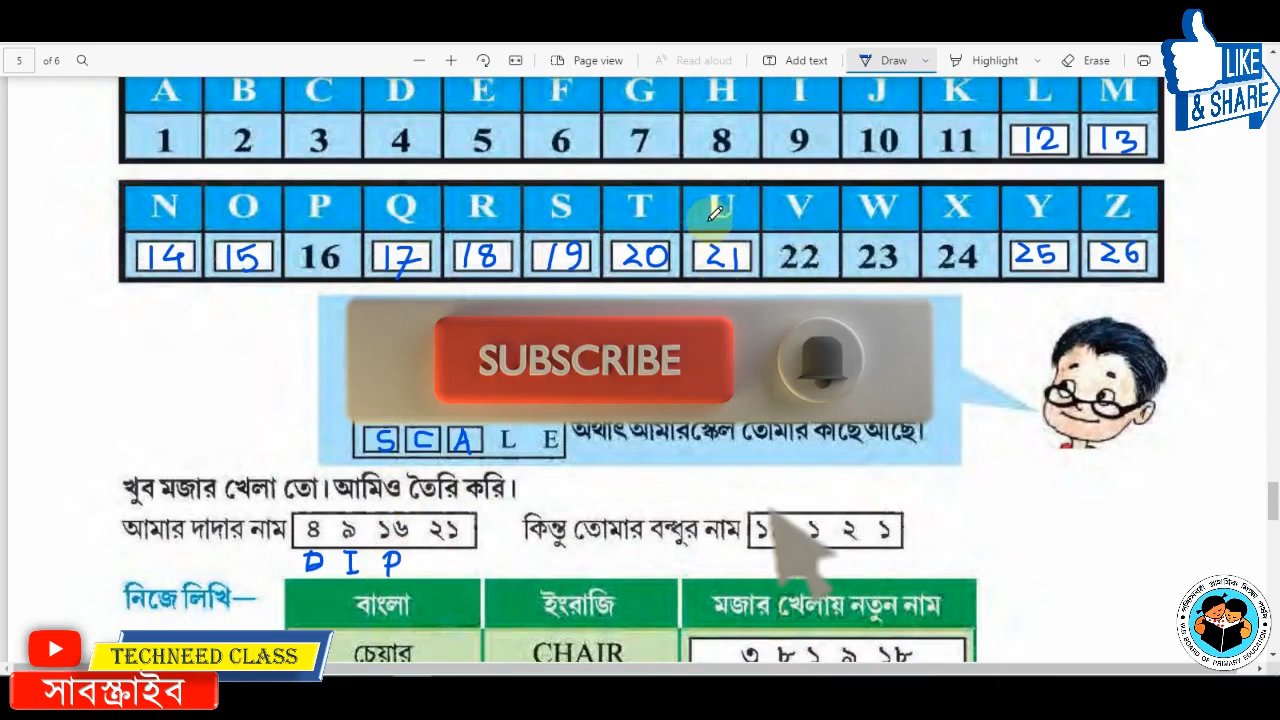 5 of 6
Page view
Read aloud
Add text
Draw
Highlight
Erase
LIKE
& SHARE
A B C D E F G H I J K L M
1 2 3 4 5 6 7 8 9 10 11 12 13
N O P Q R S T U V W X Y Z
14 15 16 17 18 19 20 21 22 23 24 25 26
SUBSCRIBE
S C A L E অর্থাৎ আমার স্কেল তোমার কাছে আছে।
খুব মজার খেলা তো। আমিও তৈরি করি।
আমার দাদার নাম ৪ ৯ ১৬ ২১ কিন্তু তোমার বন্ধুর নাম ১ ২ ১
D I P
নিজে লিখি—
বাংলা ইংরাজি মজার খেলায় নতুন নাম
চেয়ার CHAIR ৩ ৮ ১ ৯ ১৮
TECHNEED CLASS
সাবস্ক্রাইব